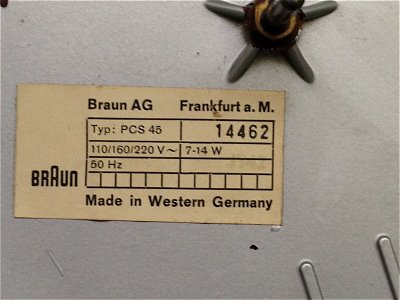 Braun AG Frankfurt a. M.
Typ: PCS 45 14462
110/160/220 V ~ 7-14 W
50 Hz
BRAUN
Made in Western Germany